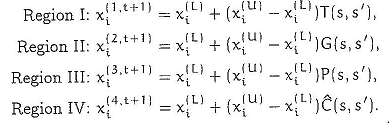 Region I: x_i^{(1,t+1)} = x_i^{(L)} + (x_i^{(U)} − x_i^{(L)})T(s, s′),
Region II: x_i^{(2,t+1)} = x_i^{(L)} + (x_i^{(U)} − x_i^{(L)})G(s, s′),
Region III: x_i^{(3,t+1)} = x_i^{(L)} + (x_i^{(U)} − x_i^{(L)})P(s, s′),
Region IV: x_i^{(4,t+1)} = x_i^{(L)} + (x_i^{(U)} − x_i^{(L)})Ĉ(s, s′).